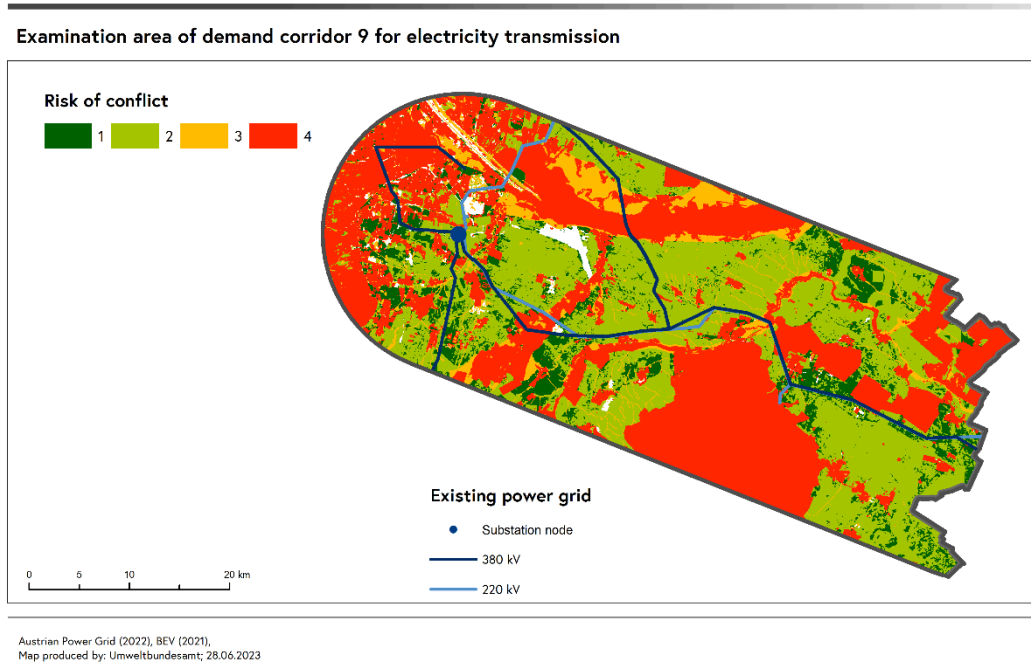 Examination area of demand corridor 9 for electricity transmission
Risk of conflict
1 2 3 4
Existing power grid
Substation node
380 kV
220 kV
0 5 10 20 km
Austrian Power Grid (2022), BEV (2021),
Map produced by: Umweltbundesamt; 28.06.2023